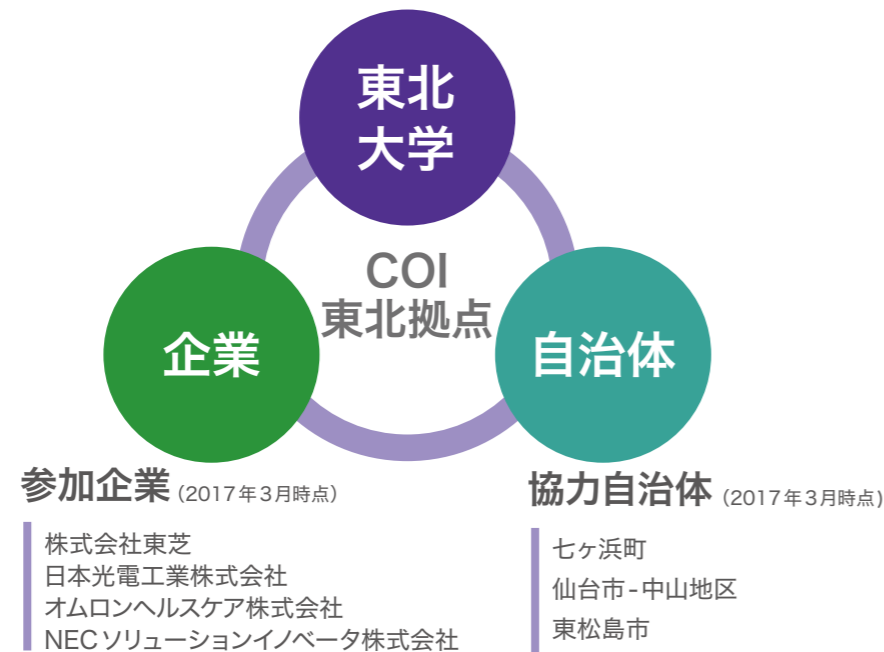 東北
大学
COI
東北拠点
企業
自治体
参加企業 (2017年3月時点)
株式会社東芝
日本光電工業株式会社
オムロンヘルスケア株式会社
NECソリューションイノベータ株式会社
協力自治体 (2017年3月時点)
七ヶ浜町
仙台市-中山地区
東松島市